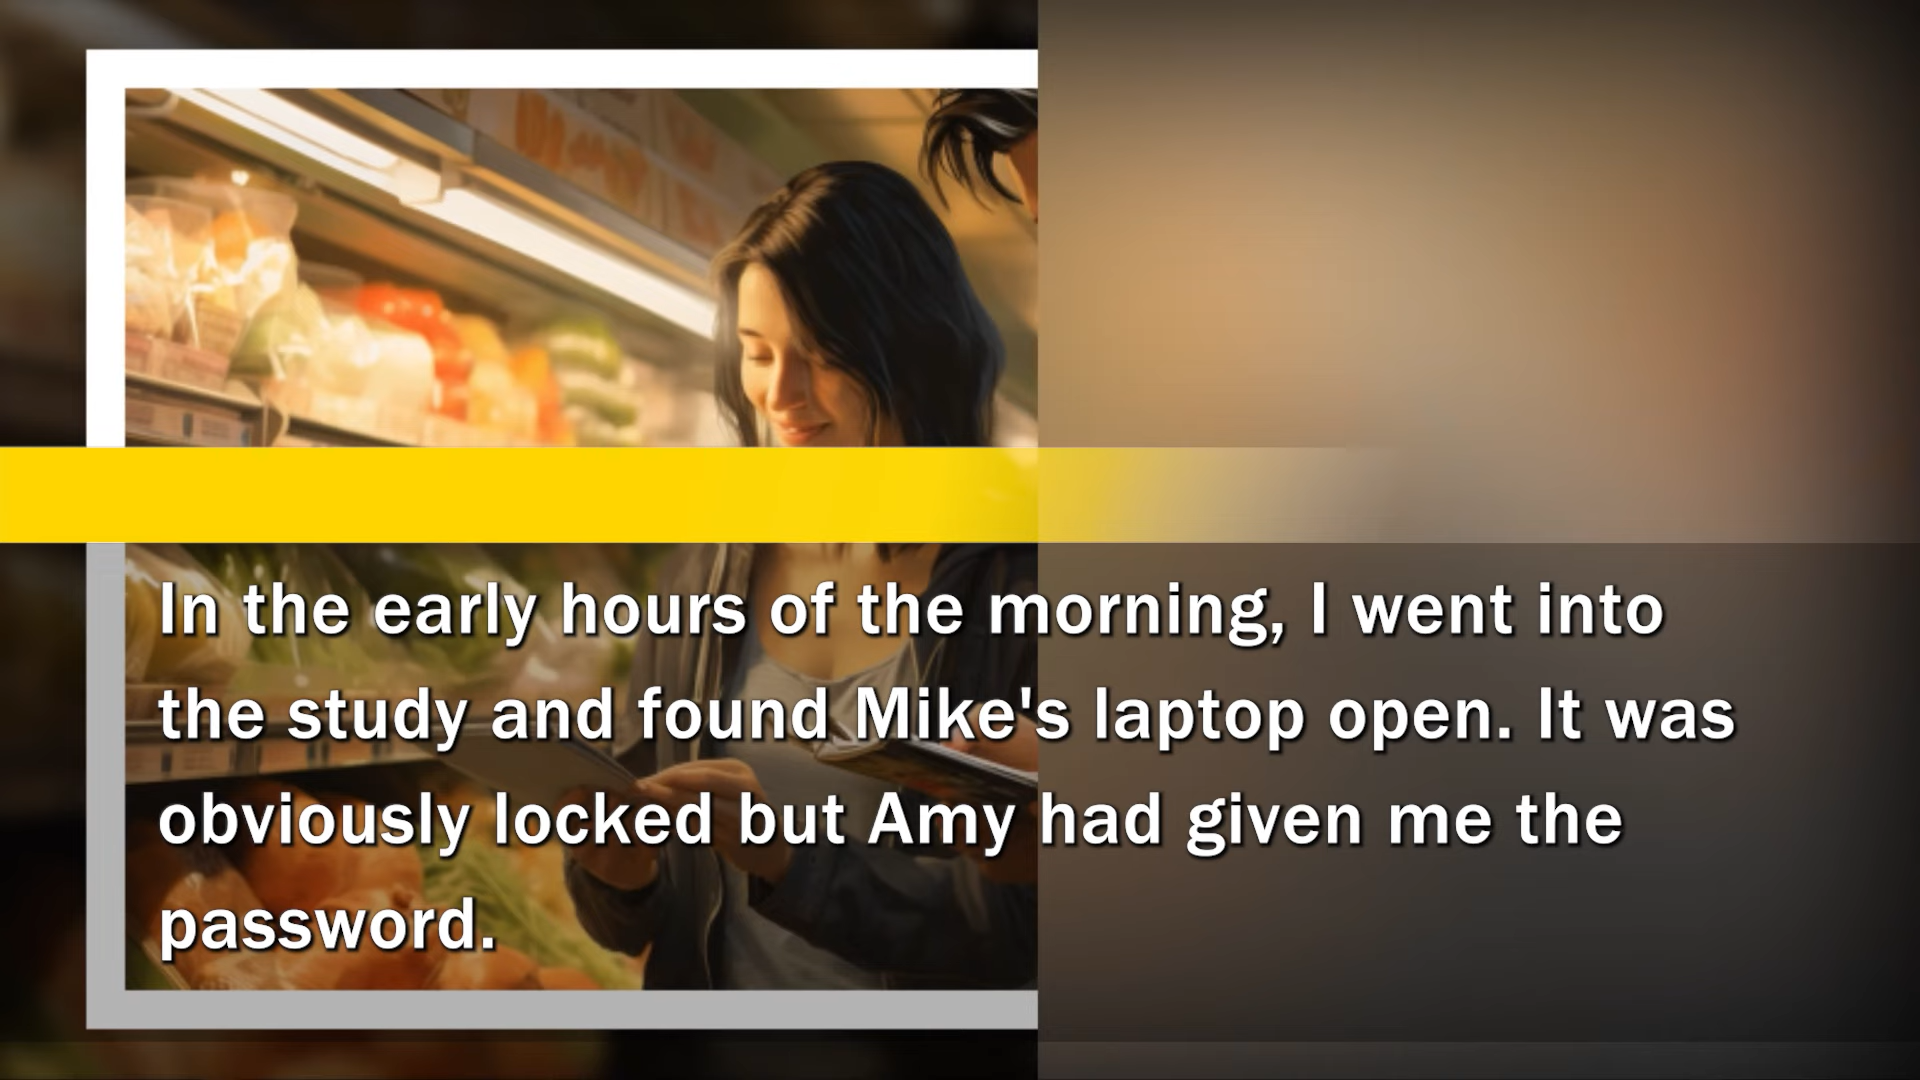 In the early hours of the morning, I went into
the study and found Mike's laptop open. It was
obviously locked but Amy had given me the
password.